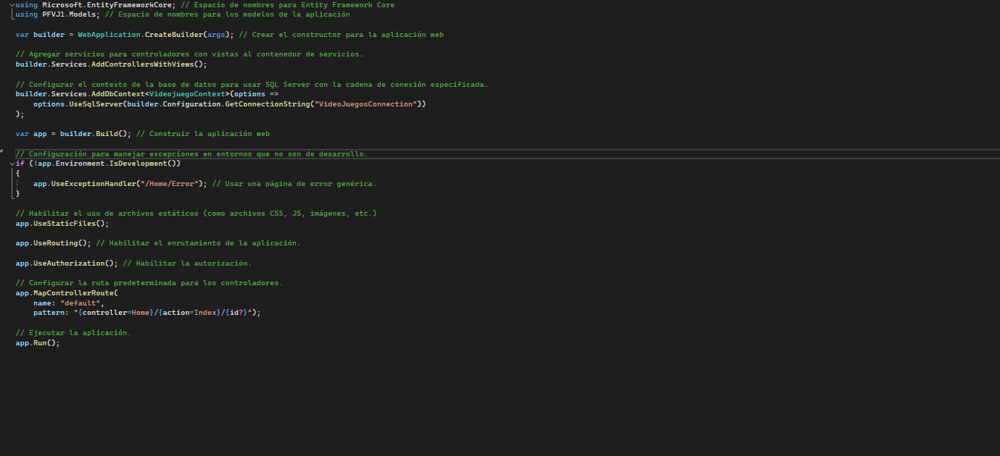 using Microsoft.EntityFrameworkCore; // Espacio de nombres para Entity Framework Core
using PFVJ1.Models; // Espacio de nombres para los modelos de la aplicación
var builder = WebApplication.CreateBuilder(args); // Crear el constructor para la aplicación web
// Agregar servicios para controladores con vistas al contenedor de servicios.
builder.Services.AddControllersWithViews();
// Configurar el contexto de la base de datos para usar SQL Server con la cadena de conexión especificada.
builder.Services.AddDbContext<VideojuegoContext>(options =>
options.UseSqlServer(builder.Configuration.GetConnectionString("VideoJuegosConnection"))
);
var app = builder.Build(); // Construir la aplicación web
// Configuración para manejar excepciones en entornos que no son de desarrollo.
if (!app.Environment.IsDevelopment())
{
app.UseExceptionHandler("/Home/Error"); // Usar una página de error genérica.
}
// Habilitar el uso de archivos estáticos (como archivos CSS, JS, imágenes, etc.)
app.UseStaticFiles();
app.UseRouting(); // Habilitar el enrutamiento de la aplicación.
app.UseAuthorization(); // Habilitar la autorización.
// Configurar la ruta predeterminada para los controladores.
app.MapControllerRoute(
name: "default",
pattern: "{controller=Home}/{action=Index}/{id?}");
// Ejecutar la aplicación.
app.Run();